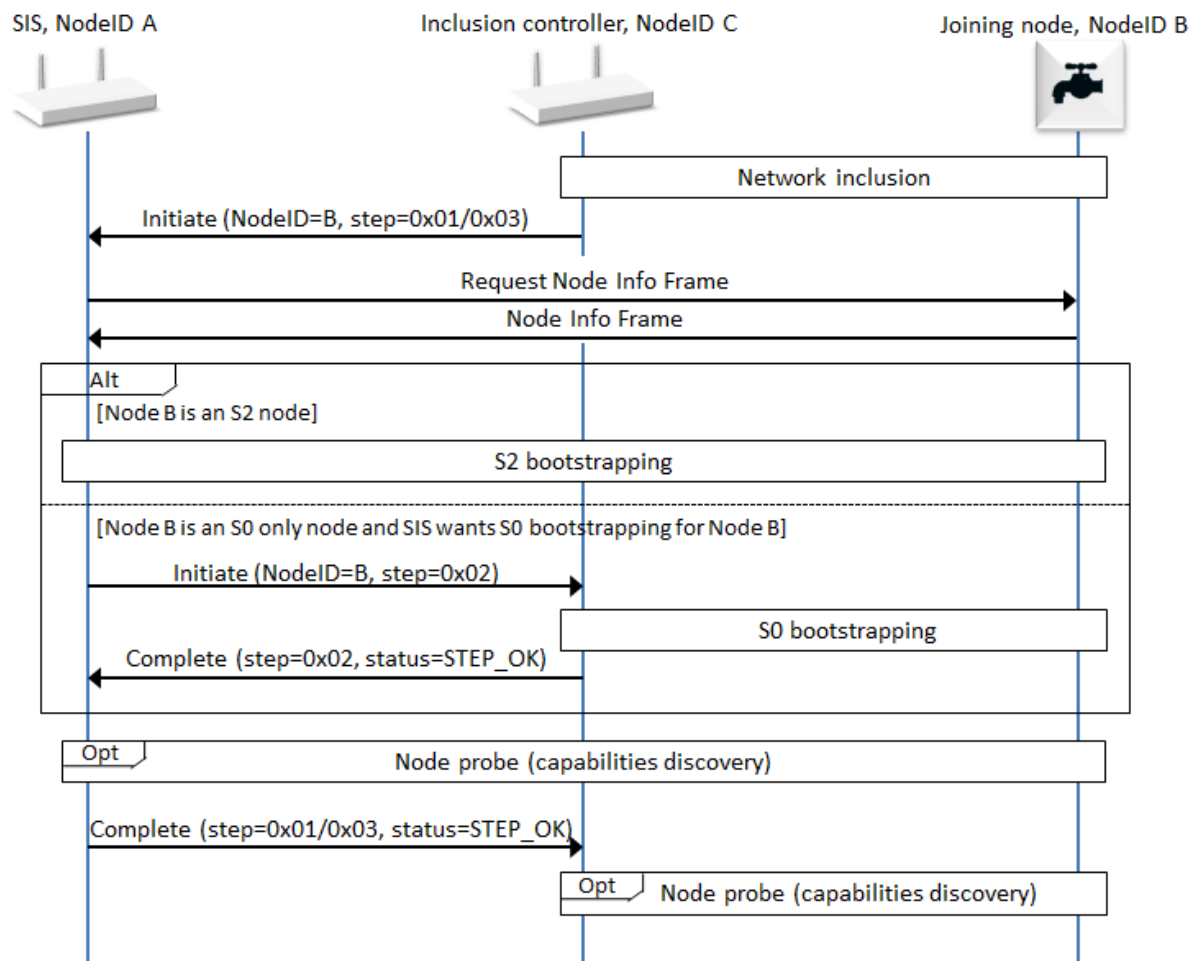 SIS, NodeID A
Inclusion controller, NodeID C
Joining node, NodeID B
Network inclusion
Initiate (NodeID=B, step=0x01/0x03)
Request Node Info Frame
Node Info Frame
Alt
[Node B is an S2 node]
S2 bootstrapping
[Node B is an S0 only node and SIS wants S0 bootstrapping for Node B]
Initiate (NodeID=B, step=0x02)
S0 bootstrapping
Complete (step=0x02, status=STEP_OK)
Opt
Node probe (capabilities discovery)
Complete (step=0x01/0x03, status=STEP_OK)
Opt
Node probe (capabilities discovery)